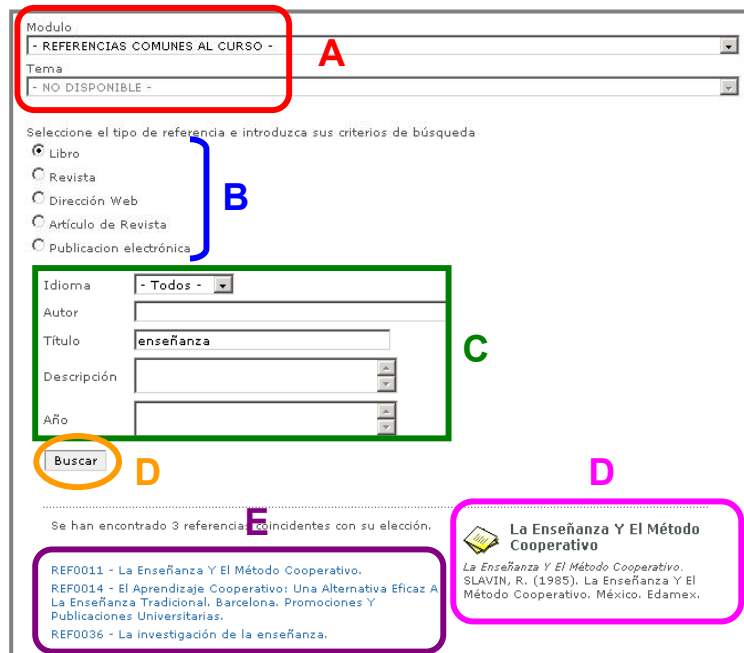 Modulo
- REFERENCIAS COMUNES AL CURSO -
A
Tema
- NO DISPONIBLE -
Seleccione el tipo de referencia e introduzca sus criterios de búsqueda
Libro
Revista
Dirección Web
Artículo de Revista
Publicacion electrónica
B
Idioma
- Todos -
Autor
Título
enseñanza
Descripción
Año
C
Buscar
D
D
E
Se han encontrado 3 referencias coincidentes con su elección.
REF0011 - La Enseñanza Y El Método Cooperativo.
REF0014 - El Aprendizaje Cooperativo: Una Alternativa Eficaz A
La Enseñanza Tradicional. Barcelona. Promociones Y
Publicaciones Universitarias.
REF0036 - La investigación de la enseñanza.
La Enseñanza Y El Método
Cooperativo
La Enseñanza Y El Método Cooperativo.
SLAVIN, R. (1985). La Enseñanza Y El
Método Cooperativo. México. Edamex.